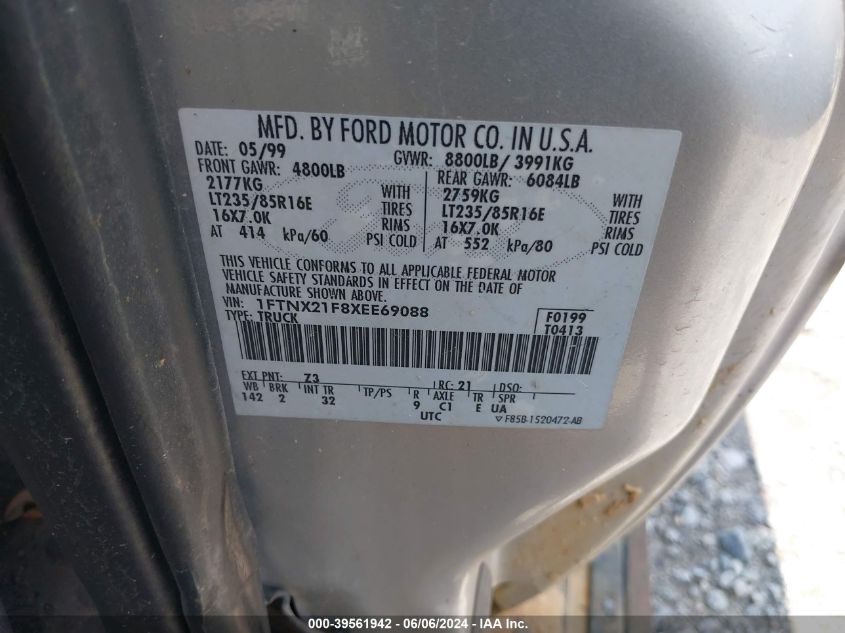 MFD. BY FORD MOTOR CO. IN U.S.A.
DATE: 05/99 GVWR: 8800LB/ 3991KG
FRONT GAWR: 4800LB REAR GAWR: 6084LB
2177KG WITH 2759KG WITH
LT235/85R16E TIRES LT235/85R16E TIRES
16X7.0K RIMS 16X7.0K RIMS
AT 414 kPa/60 PSI COLD AT 552 kPa/80 PSI COLD
THIS VEHICLE CONFORMS TO ALL APPLICABLE FEDERAL MOTOR
VEHICLE SAFETY STANDARDS IN EFFECT ON THE DATE OF
MANUFACTURE SHOWN ABOVE.
VIN: 1FTNX21F8XEE69088 F0199
TYPE: TRUCK T0413
EXT PNT: Z3 RC: 21 DSO:
WB BRK INT TR TP/PS R AXLE TR SPR
142 2 32 9 C1 E UA
UTC ▽ F85B-1520472-AB
000-39561942 - 06/06/2024 - IAA Inc.